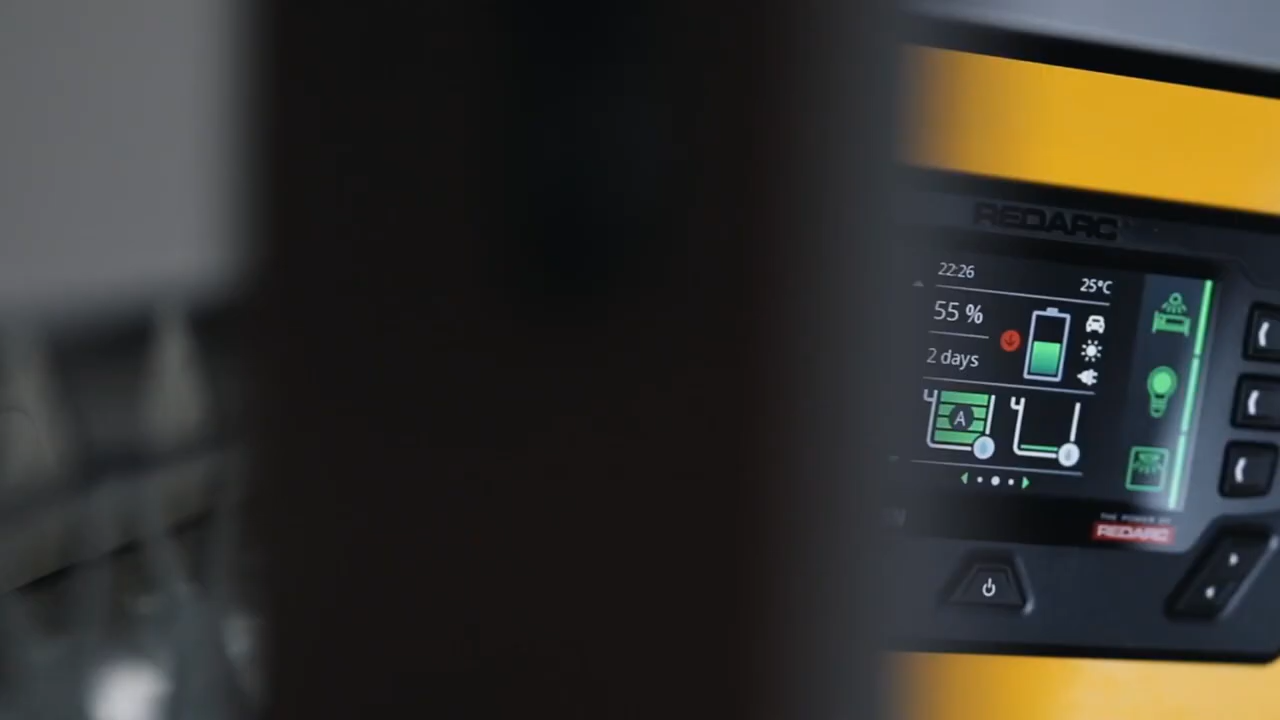 REDARC
22:26
25°C
55 %
2 days
A
THE POWER OF
REDARC